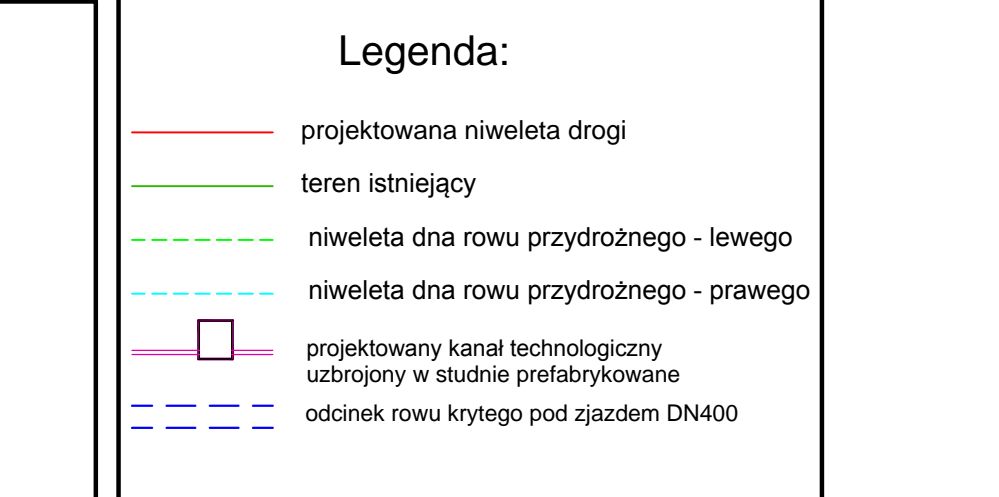 Legenda:
projektowana niweleta drogi
teren istniejący
niweleta dna rowu przydrożnego - lewego
niweleta dna rowu przydrożnego - prawego
projektowany kanał technologiczny
uzbrojony w studnie prefabrykowane
odcinek rowu krytego pod zjazdem DN400